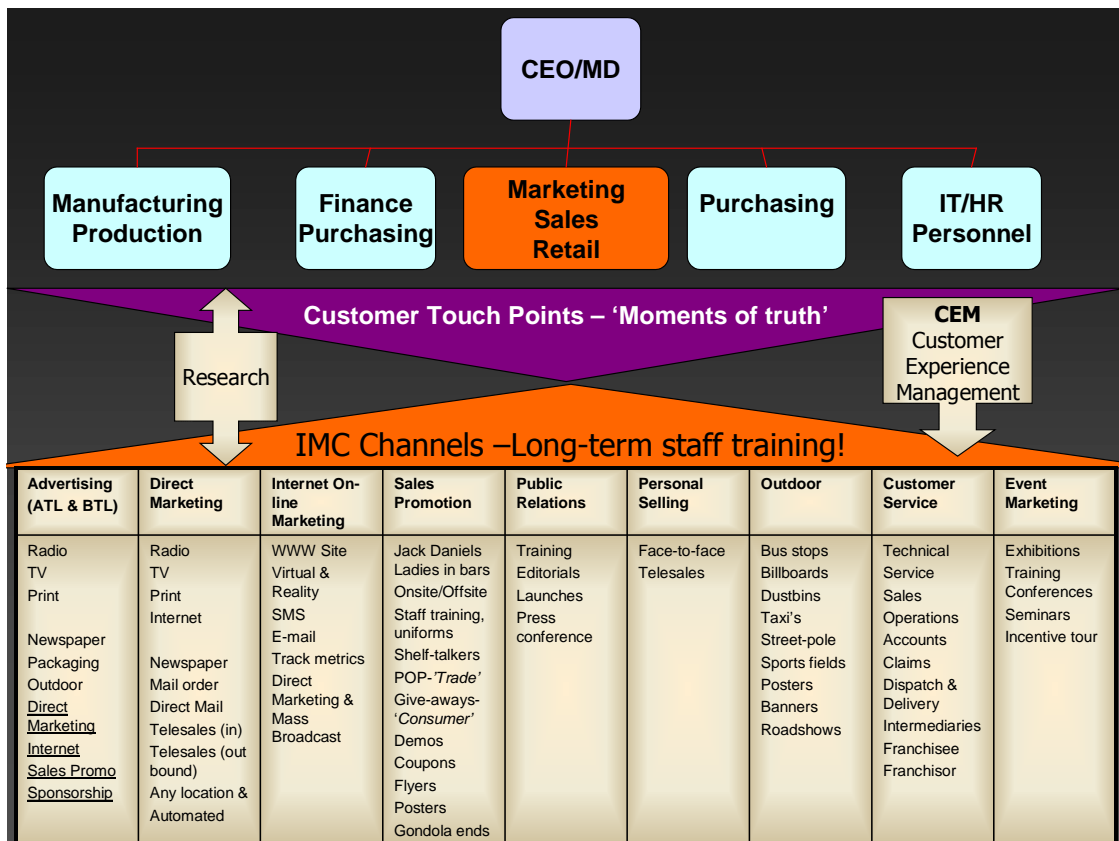 CEO/MD
Manufacturing
Production
Finance
Purchasing
Marketing
Sales
Retail
Purchasing
IT/HR
Personnel
Customer Touch Points – ‘Moments of truth’
Research
CEM
Customer
Experience
Management
IMC Channels –Long-term staff training!
Advertising
(ATL & BTL)
Radio
TV
Print
Newspaper
Packaging
Outdoor
Direct
Marketing
Internet
Sales Promo
Sponsorship
Direct
Marketing
Radio
TV
Print
Internet
Newspaper
Mail order
Direct Mail
Telesales (in)
Telesales (out
bound)
Any location &
Automated
Internet On-
line
Marketing
WWW Site
Virtual &
Reality
SMS
E-mail
Track metrics
Direct
Marketing &
Mass
Broadcast
Sales
Promotion
Jack Daniels
Ladies in bars
Onsite/Offsite
Staff training,
uniforms
Shelf-talkers
POP-’Trade’
Give-aways-
‘Consumer’
Demos
Coupons
Flyers
Posters
Gondola ends
Public
Relations
Training
Editorials
Launches
Press
conference
Personal
Selling
Face-to-face
Telesales
Outdoor
Bus stops
Billboards
Dustbins
Taxi’s
Street-pole
Sports fields
Posters
Banners
Roadshows
Customer
Service
Technical
Service
Sales
Operations
Accounts
Claims
Dispatch &
Delivery
Intermediaries
Franchisee
Franchisor
Event
Marketing
Exhibitions
Training
Conferences
Seminars
Incentive tour